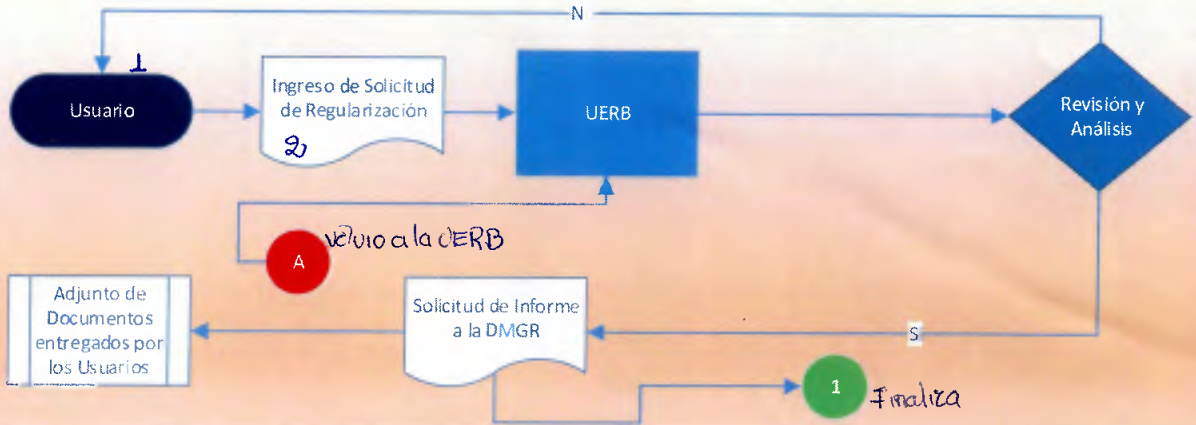 N
1
Usuario
Ingreso de Solicitud
de Regularización
2
UERB
Revisión y
Análisis
A
vuelvo a la UERB
Adjunto de
Documentos
entregados por
los Usuarios
Solicitud de Informe
a la DMGR
S
1
Finaliza